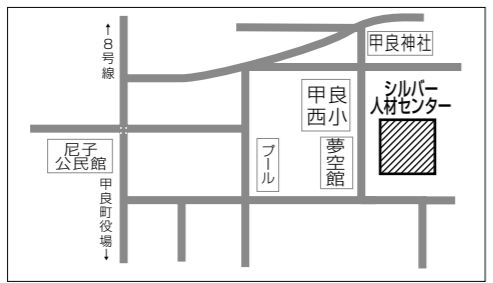 ↑8号線
甲良神社
シルバー
人材センター
甲良
西小
夢空館
プール
尼子
公民館
甲良町役場↓